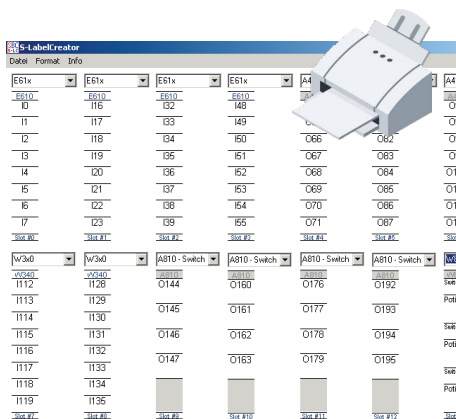 S-LabelCreator
Datei Format Info
E61x E61x E61x E61x A4
E610 E610 E610 E610
I0 I16 I32 I48
I1 I17 I33 I49
I2 I18 I34 I50 O66 O82
I3 I19 I35 I51 O67 O83
I4 I20 I36 I52 O68 O84
I5 I21 I37 I53 O69 O85
I6 I22 I38 I54 O70 O86
I7 I23 I39 I55 O71 O87
Slot #0 Slot #1 Slot #2 Slot #3 Slot #4 Slot #5
W3x0 W3x0 A810 - Switch A810 - Switch A810 - Switch A810 - Switch
W340 W340 A810 A810 A810 A810
I112 I128 O144 O160 O176 O192
I113 I129
I114 I130 O145 O161 O177 O193
I115 I131 O146 O162 O178 O194
I116 I132
I117 I133 O147 O163 O179 O195
I118 I134
I119 I135
Slot #7 Slot #8 Slot #9 Slot #10 Slot #11 Slot #12